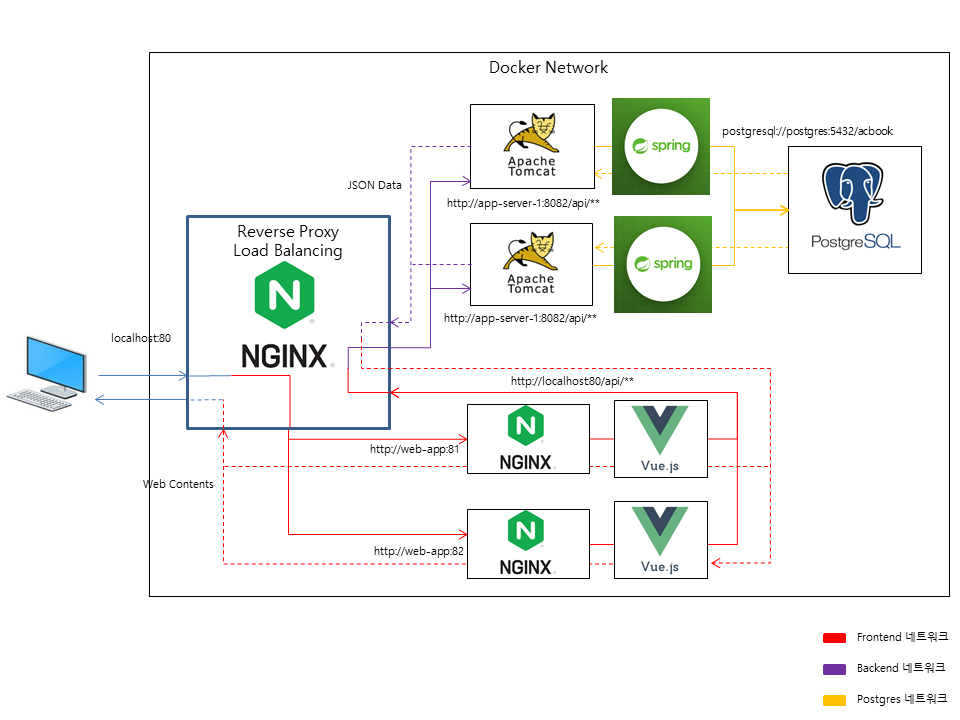 Docker Network
Apache
Tomcat
spring
postgresql://postgres:5432/acbook
JSON Data
http://app-server-1:8082/api/**
Reverse Proxy
Load Balancing
PostgreSQL
Apache
Tomcat
spring
http://app-server-1:8082/api/**
localhost:80
NGINX
http://localhost80/api/**
http://web-app:81
NGINX
Vue.js
Web Contents
http://web-app:82
NGINX
Vue.js
Frontend 네트워크
Backend 네트워크
Postgres 네트워크